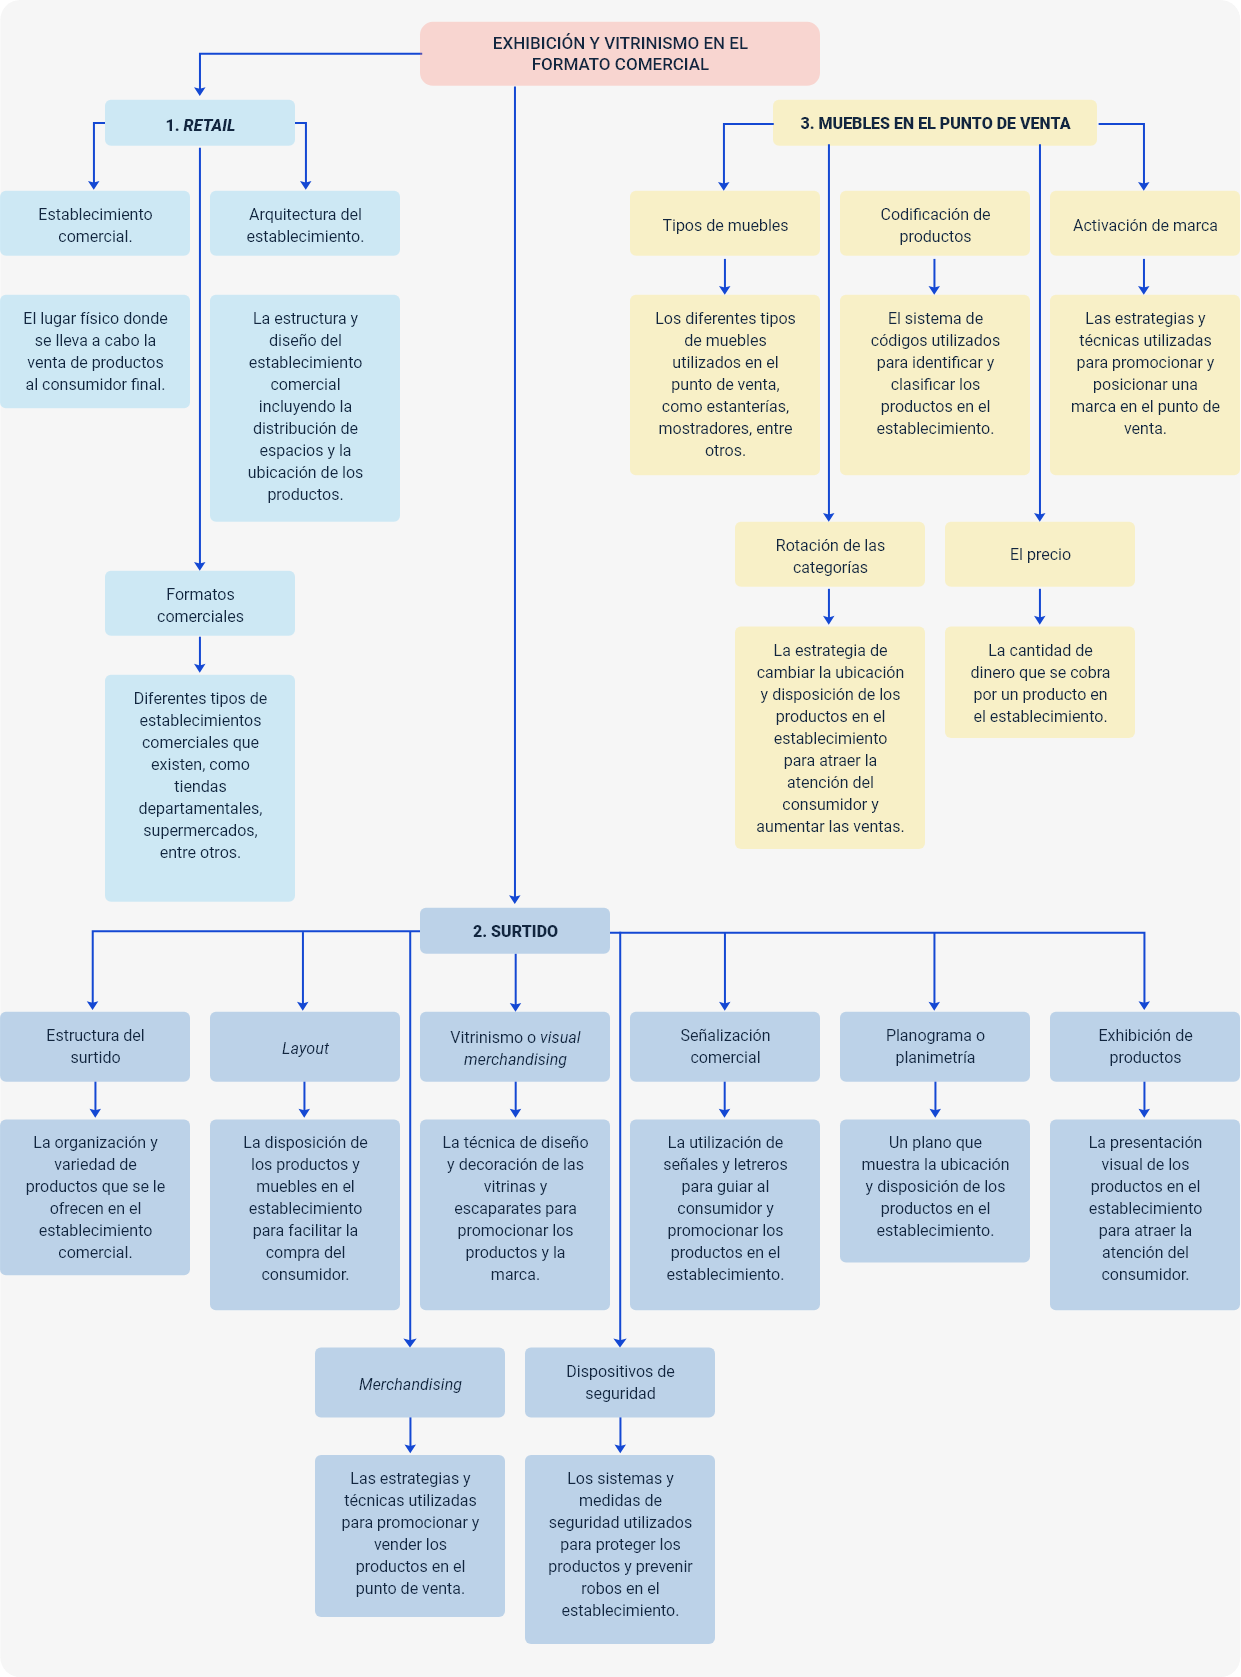 EXHIBICIÓN Y VITRINISMO EN EL
FORMATO COMERCIAL
1. RETAIL
Establecimiento
comercial.
El lugar físico donde
se lleva a cabo la
venta de productos
al consumidor final.
Arquitectura del
establecimiento.
La estructura y
diseño del
establecimiento
comercial
incluyendo la
distribución de
espacios y la
ubicación de los
productos.
Formatos
comerciales
Diferentes tipos de
establecimientos
comerciales que
existen, como
tiendas
departamentales,
supermercados,
entre otros.
3. MUEBLES EN EL PUNTO DE VENTA
Tipos de muebles
Los diferentes tipos
de muebles
utilizados en el
punto de venta,
como estanterías,
mostradores, entre
otros.
Codificación de
productos
El sistema de
códigos utilizados
para identificar y
clasificar los
productos en el
establecimiento.
Activación de marca
Las estrategias y
técnicas utilizadas
para promocionar y
posicionar una
marca en el punto de
venta.
Rotación de las
categorías
La estrategia de
cambiar la ubicación
y disposición de los
productos en el
establecimiento
para atraer la
atención del
consumidor y
aumentar las ventas.
El precio
La cantidad de
dinero que se cobra
por un producto en
el establecimiento.
2. SURTIDO
Estructura del
surtido
La organización y
variedad de
productos que se le
ofrecen en el
establecimiento
comercial.
Layout
La disposición de
los productos y
muebles en el
establecimiento
para facilitar la
compra del
consumidor.
Vitrinismo o visual
merchandising
La técnica de diseño
y decoración de las
vitrinas y
escaparates para
promocionar los
productos y la
marca.
Señalización
comercial
La utilización de
señales y letreros
para guiar al
consumidor y
promocionar los
productos en el
establecimiento.
Planograma o
planimetría
Un plano que
muestra la ubicación
y disposición de los
productos en el
establecimiento.
Exhibición de
productos
La presentación
visual de los
productos en el
establecimiento
para atraer la
atención del
consumidor.
Merchandising
Las estrategias y
técnicas utilizadas
para promocionar y
vender los
productos en el
punto de venta.
Dispositivos de
seguridad
Los sistemas y
medidas de
seguridad utilizados
para proteger los
productos y prevenir
robos en el
establecimiento.